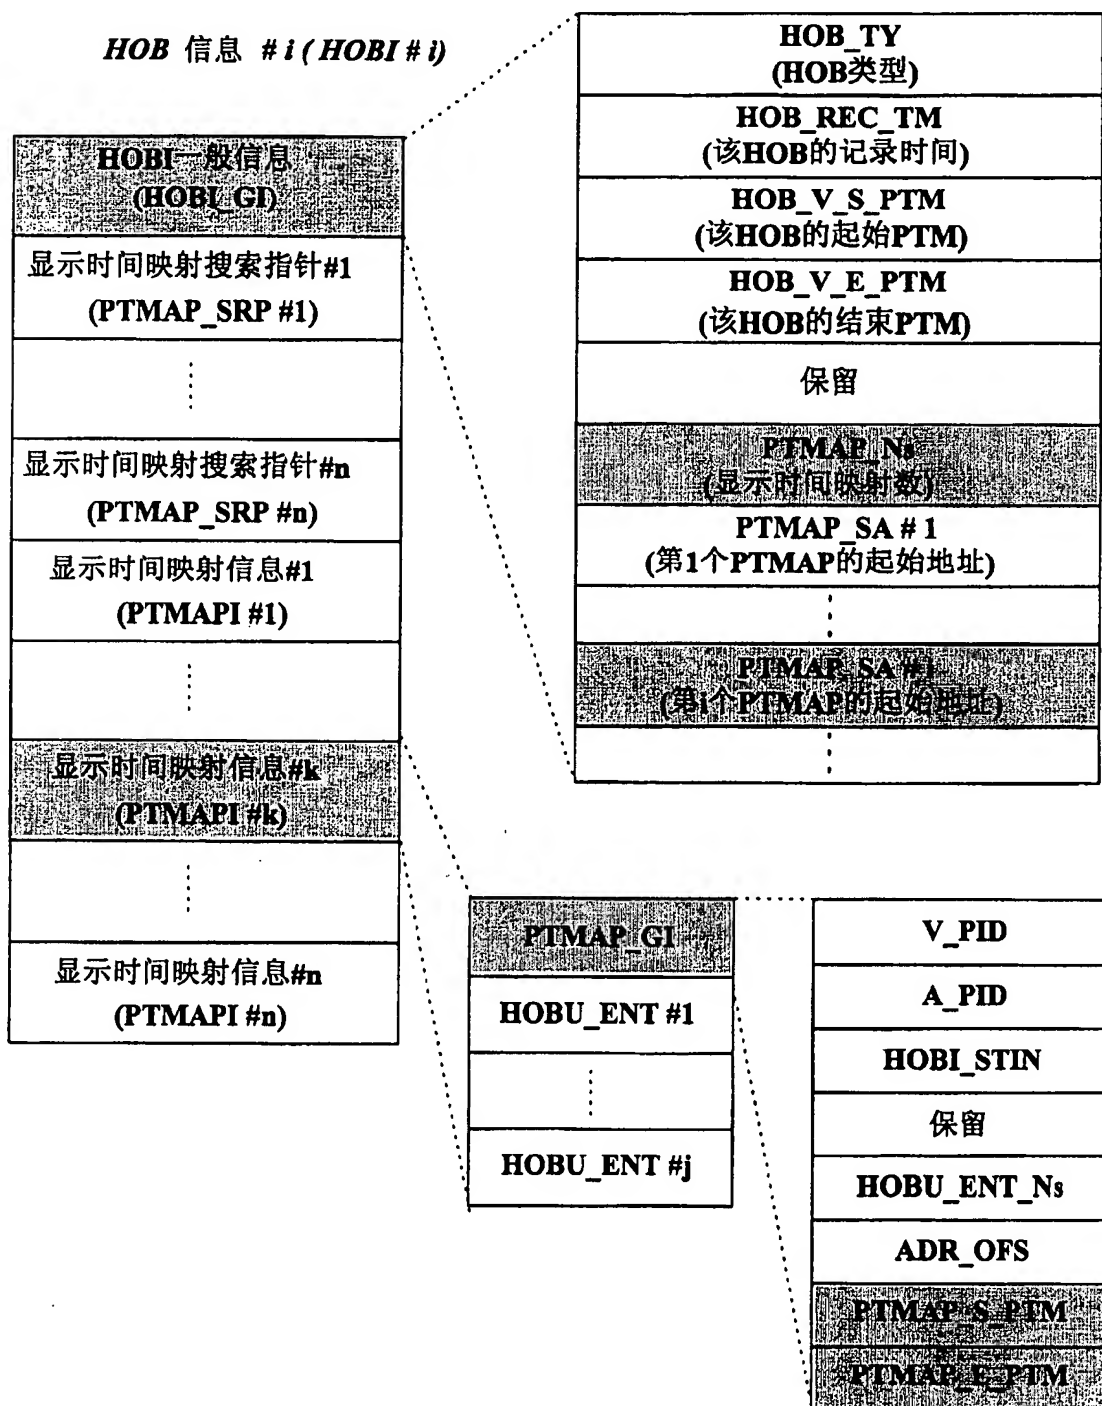 HOB 信息 # i ( HOBI # i)
HOBI一般信息
(HOBI_GI)
显示时间映射搜索指针#1
(PTMAP_SRP #1)
显示时间映射搜索指针#n
(PTMAP_SRP #n)
显示时间映射信息#1
(PTMAPI #1)
显示时间映射信息#k
(PTMAPI #k)
显示时间映射信息#n
(PTMAPI #n)
HOB_TY
(HOB类型)
HOB_REC_TM
(该HOB的记录时间)
HOB_V_S_PTM
(该HOB的起始PTM)
HOB_V_E_PTM
(该HOB的结束PTM)
保留
PTMAP_Ns
(显示时间映射数)
PTMAP_SA # 1
(第1个PTMAP的起始地址)
PTMAP_SA # i
(第i个PTMAP的起始地址)
PTMAP_GI
HOBU_ENT #1
HOBU_ENT #j
V_PID
A_PID
HOBI_STIN
保留
HOBU_ENT_Ns
ADR_OFS
PTMAP_S_PTM
PTMAP_E_PTM